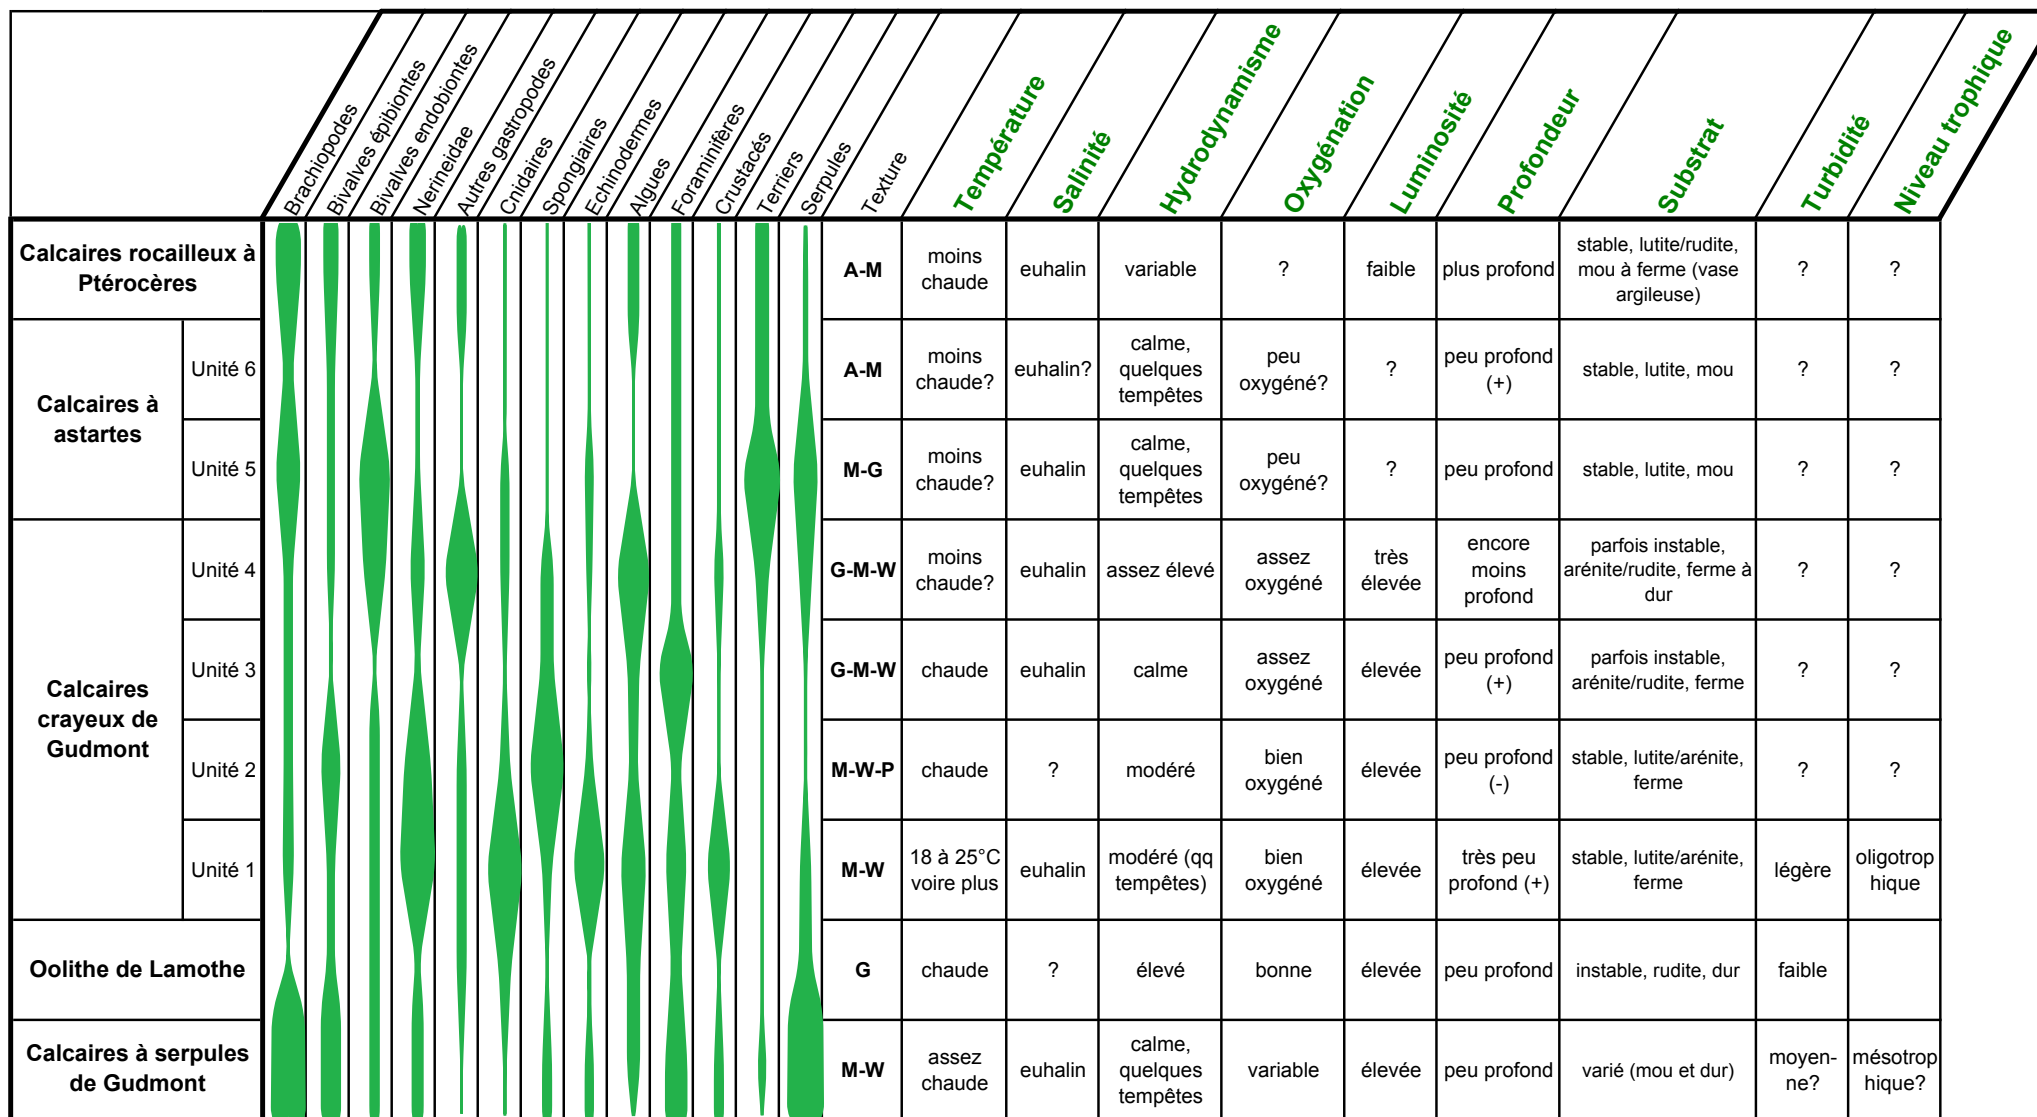 Brachiopodes
Bivalves épibiontes
Bivalves endobiontes
Nerineidae
Autres gastropodes
Cnidaires
Spongiaires
Echinodermes
Algues
Foraminifères
Crustacés
Terriers
Serpules
Texture
Température
Salinité
Hydrodynamisme
Oxygénation
Luminosité
Profondeur
Substrat
Turbidité
Niveau trophique
Calcaires rocailleux à
Ptérocères
A-M
moins
chaude
euhalin
variable
?
faible
plus profond
stable, lutite/rudite,
mou à ferme (vase
argileuse)
?
?
Calcaires à
astartes
Unité 6
A-M
moins
chaude?
euhalin?
calme,
quelques
tempêtes
peu
oxygéné?
?
peu profond
(+)
stable, lutite, mou
?
?
Unité 5
M-G
moins
chaude?
euhalin
calme,
quelques
tempêtes
peu
oxygéné?
?
peu profond
stable, lutite, mou
?
?
Calcaires
crayeux de
Gudmont
Unité 4
G-M-W
moins
chaude?
euhalin
assez élevé
assez
oxygéné
très
élevée
encore
moins
profond
parfois instable,
arénite/rudite, ferme à
dur
?
?
Unité 3
G-M-W
chaude
euhalin
calme
assez
oxygéné
élevée
peu profond
(+)
parfois instable,
arénite/rudite, ferme
?
?
Unité 2
M-W-P
chaude
?
modéré
bien
oxygéné
élevée
peu profond
(-)
stable, lutite/arénite,
ferme
?
?
Unité 1
M-W
18 à 25°C
voire plus
euhalin
modéré (qq
tempêtes)
bien
oxygéné
élevée
très peu
profond (+)
stable, lutite/arénite,
ferme
légère
oligotrop
hique
Oolithe de Lamothe
G
chaude
?
élevé
bonne
élevée
peu profond
instable, rudite, dur
faible
Calcaires à serpules
de Gudmont
M-W
assez
chaude
euhalin
calme,
quelques
tempêtes
variable
élevée
peu profond
varié (mou et dur)
moyen-
ne?
mésotrop
hique?